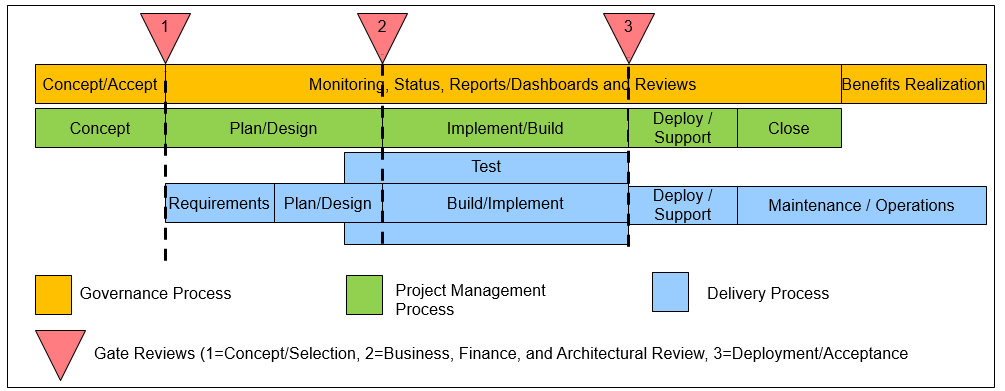 1 2 3
Concept/Accept Monitoring, Status, Reports/Dashboards and Reviews Benefits Realization
Concept Plan/Design Implement/Build Deploy / Support Close
Test
Requirements Plan/Design Build/Implement Deploy / Support Maintenance / Operations
Governance Process
Project Management
Process
Delivery Process
Gate Reviews (1=Concept/Selection, 2=Business, Finance, and Architectural Review, 3=Deployment/Acceptance